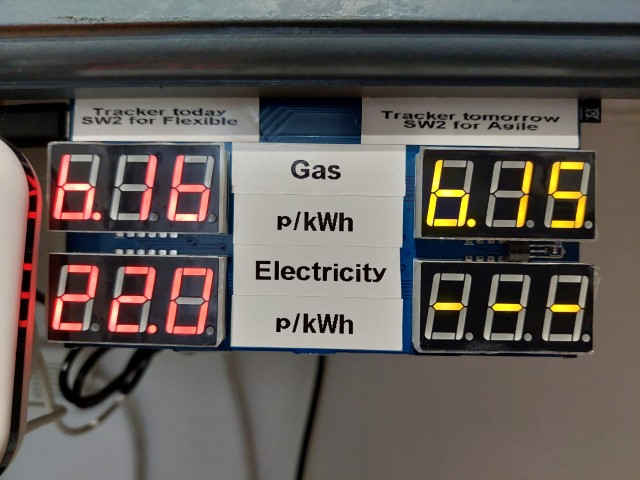 Tracker today
SW2 for Flexible
Tracker tomorrow
SW2 for Agile
6.16
Gas
6.15
p/kWh
22.0
Electricity
---
p/kWh